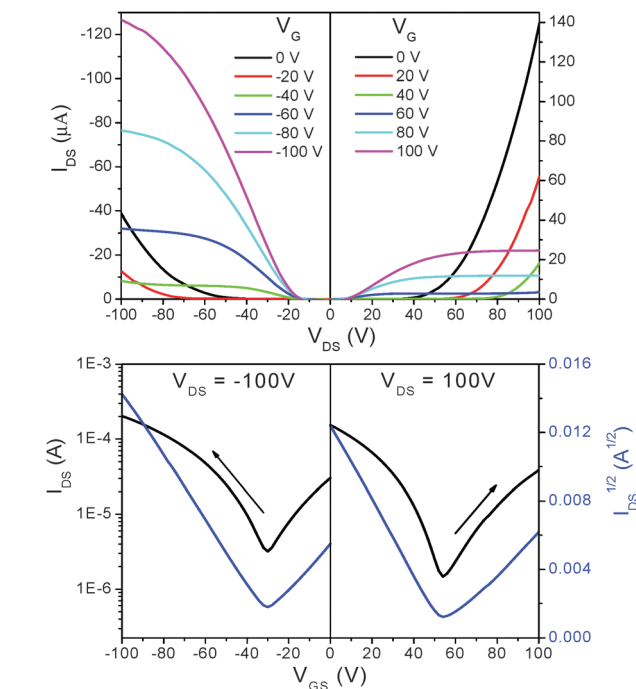 V_G V_G
0 V 0 V
-20 V 20 V
-40 V 40 V
-60 V 60 V
-80 V 80 V
-100 V 100 V
-120
-100
-80
-60
-40
-20
0
I_DS (µA)
140
120
100
80
60
40
20
0
-100 -80 -60 -40 -20 0 20 40 60 80 100
V_DS (V)
V_DS = -100V V_DS = 100V
1E-3
1E-4
1E-5
1E-6
I_DS (A)
0.016
0.012
0.008
0.004
0.000
I_DS^1/2 (A^1/2)
-100 -80 -60 -40 -20 0 20 40 60 80 100
V_GS (V)